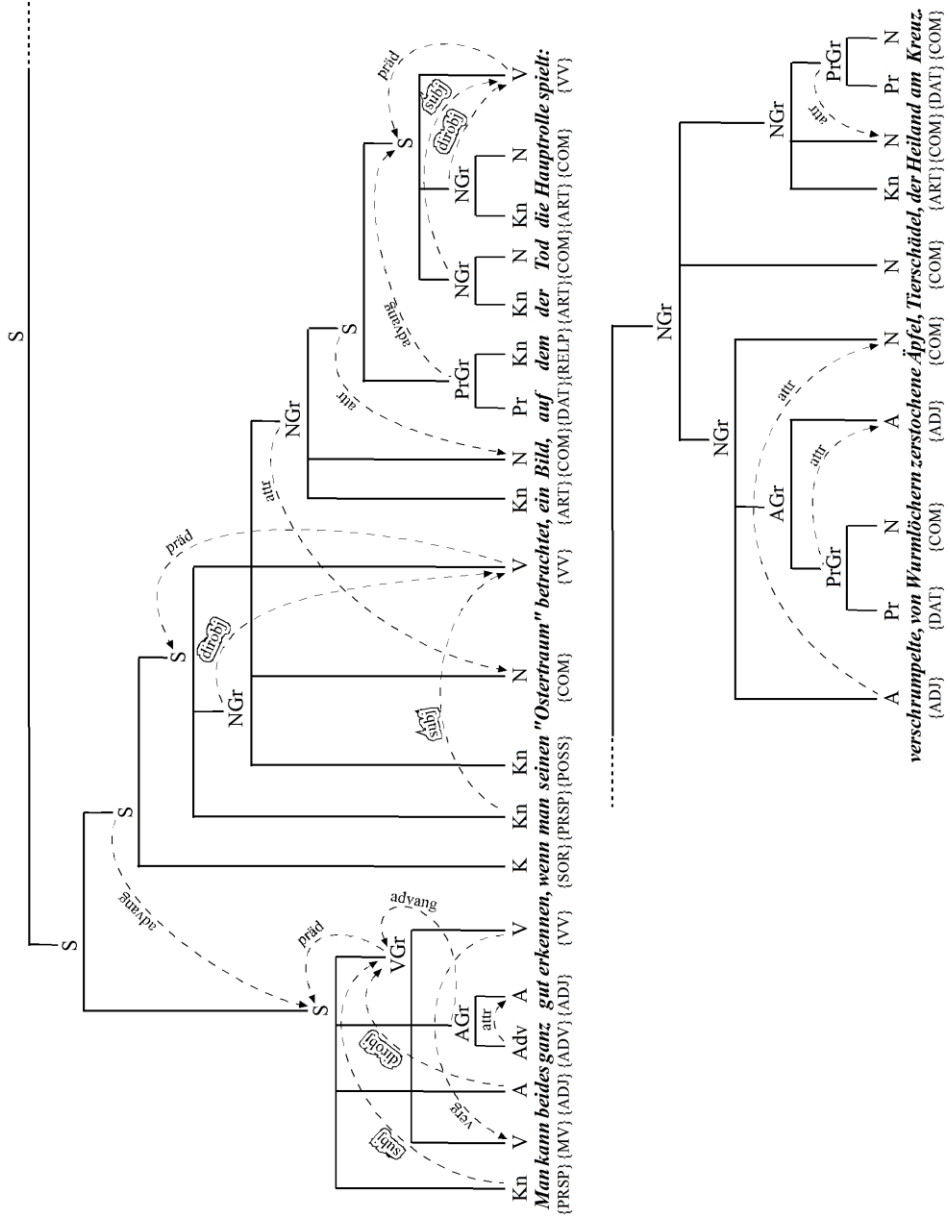 S
S
S
advang
S
präd
NGr
dirobj
NGr
attr
S
präd
S
attr
S
präd
VGr
advang
advang
subj
dirobj
verg
subj
dirobj
subj
AGr
attr
PrGr
NGr
NGr
Kn V A Adv A V K Kn Kn N V Kn N Pr Kn Kn N Kn N V
Man kann beides ganz gut erkennen, wenn man seinen "Ostertraum" betrachtet, ein Bild, auf dem der Tod die Hauptrolle spielt:
{PRSP} {MV} {ADJ} {ADV} {ADJ} {VV} {SOR} {PRSP} {POSS} {COM} {VV} {ART} {COM} {DAT} {RELP} {ART} {COM} {ART} {COM} {VV}
NGr
NGr
NGr
AGr
attr
PrGr
attr
PrGr
attr
A Pr N A N N Kn N Pr N
verschrumpelte, von Wurmlöchern zerstochene Äpfel, Tierschädel, der Heiland am Kreuz.
{ADJ} {DAT} {COM} {ADJ} {COM} {COM} {ART} {COM} {DAT} {COM}